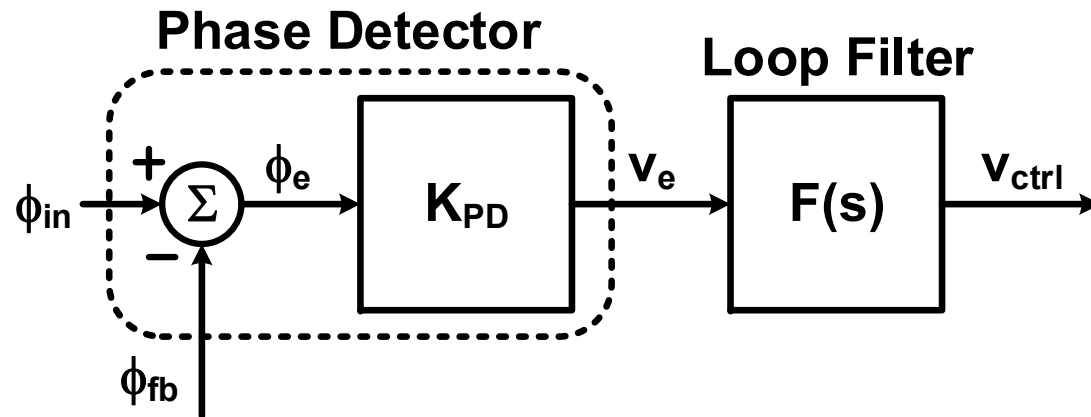 Phase Detector
Loop Filter
+
ϕin
Σ
ϕe
KPD
ve
F(s)
vctrl
−
ϕfb